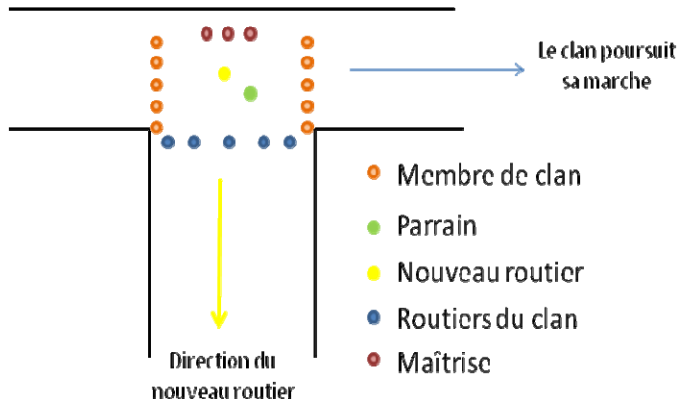 Le clan poursuit
sa marche
Membre de clan
Parrain
Nouveau routier
Routiers du clan
Maîtrise
Direction du
nouveau routier